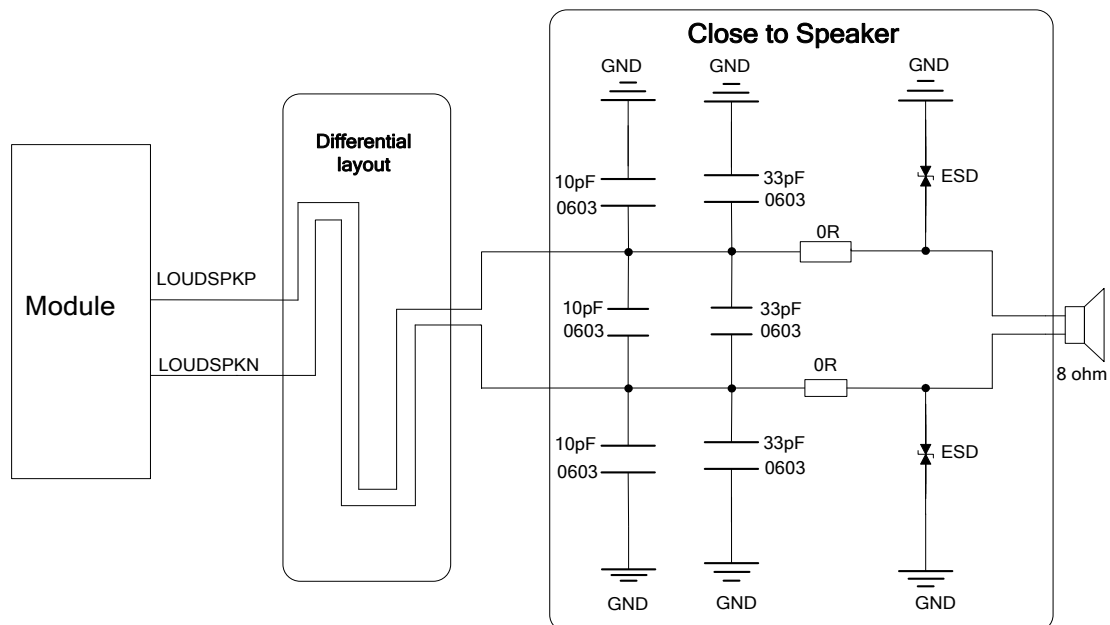 Close to Speaker
GND
GND
GND
Differential
layout
10pF
0603
33pF
0603
ESD
0R
LOUDSPKP
Module
10pF
0603
33pF
0603
LOUDSPKN
0R
8 ohm
10pF
0603
33pF
0603
ESD
GND
GND
GND